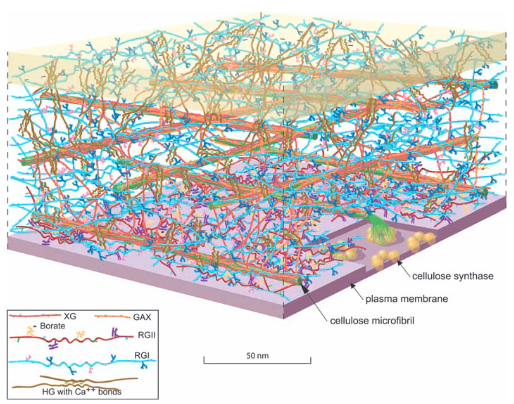 cellulose synthase
plasma membrane
cellulose microfibril
XG
GAX
Borate
RGII
RGI
HG with Ca++ bonds
50 nm